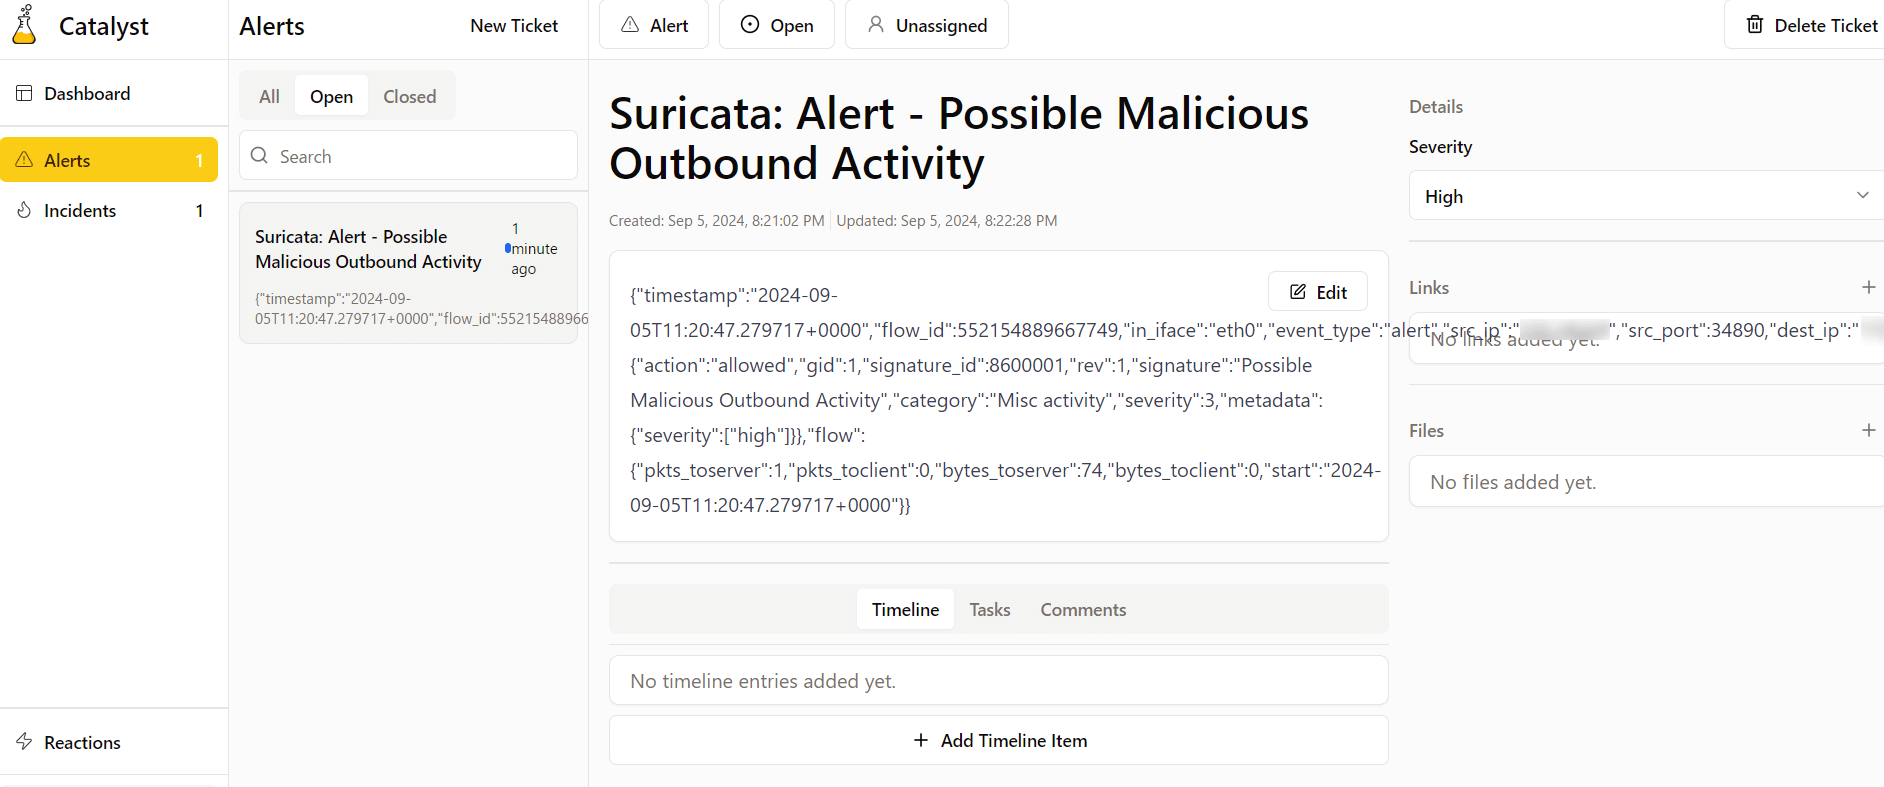 Catalyst
Dashboard
Alerts 1
Incidents 1
Reactions
Alerts
New Ticket
All Open Closed
Search
Suricata: Alert - Possible
Malicious Outbound Activity
1
minute
ago
{"timestamp":"2024-09-
05T11:20:47.279717+0000","flow_id":5521548896
Alert
Open
Unassigned
Delete Ticket
Suricata: Alert - Possible Malicious
Outbound Activity
Created: Sep 5, 2024, 8:21:02 PM Updated: Sep 5, 2024, 8:22:28 PM
Edit
{"timestamp":"2024-09-
05T11:20:47.279717+0000","flow_id":552154889667749,"in_iface":"eth0","event_type":"alert","src_ip":" ","src_port":34890,"dest_ip":"
{"action":"allowed","gid":1,"signature_id":8600001,"rev":1,"signature":"Possible
Malicious Outbound Activity","category":"Misc activity","severity":3,"metadata":
{"severity":["high"]}},"flow":
{"pkts_toserver":1,"pkts_toclient":0,"bytes_toserver":74,"bytes_toclient":0,"start":"2024-
09-05T11:20:47.279717+0000"}}
Timeline Tasks Comments
No timeline entries added yet.
Add Timeline Item
Details
Severity
High
Links
No links added yet.
Files
No files added yet.